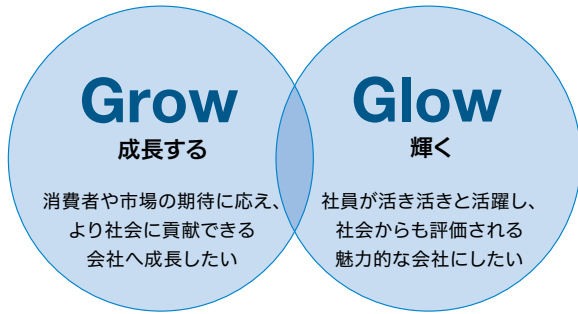 Grow
成長する
消費者や市場の期待に応え、
より社会に貢献できる
会社へ成長したい
Glow
輝く
社員が活き活きと活躍し、
社会からも評価される
魅力的な会社にしたい